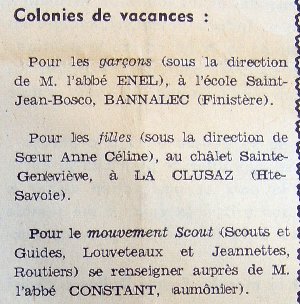 Colonies de vacances :
Pour les garçons (sous la direction
de M. l'abbé ENEL), à l'école Saint-
Jean-Bosco, BANNALEC (Finistère).
Pour les filles (sous la direction de
Sœur Anne Céline), au châlet Sainte-
Geneviève, à LA CLUSAZ (Hte-
Savoie).
Pour le mouvement Scout (Scouts et
Guides, Louveteaux et Jeannettes,
Routiers) se renseigner auprès de M.
l'abbé CONSTANT, aumônier).